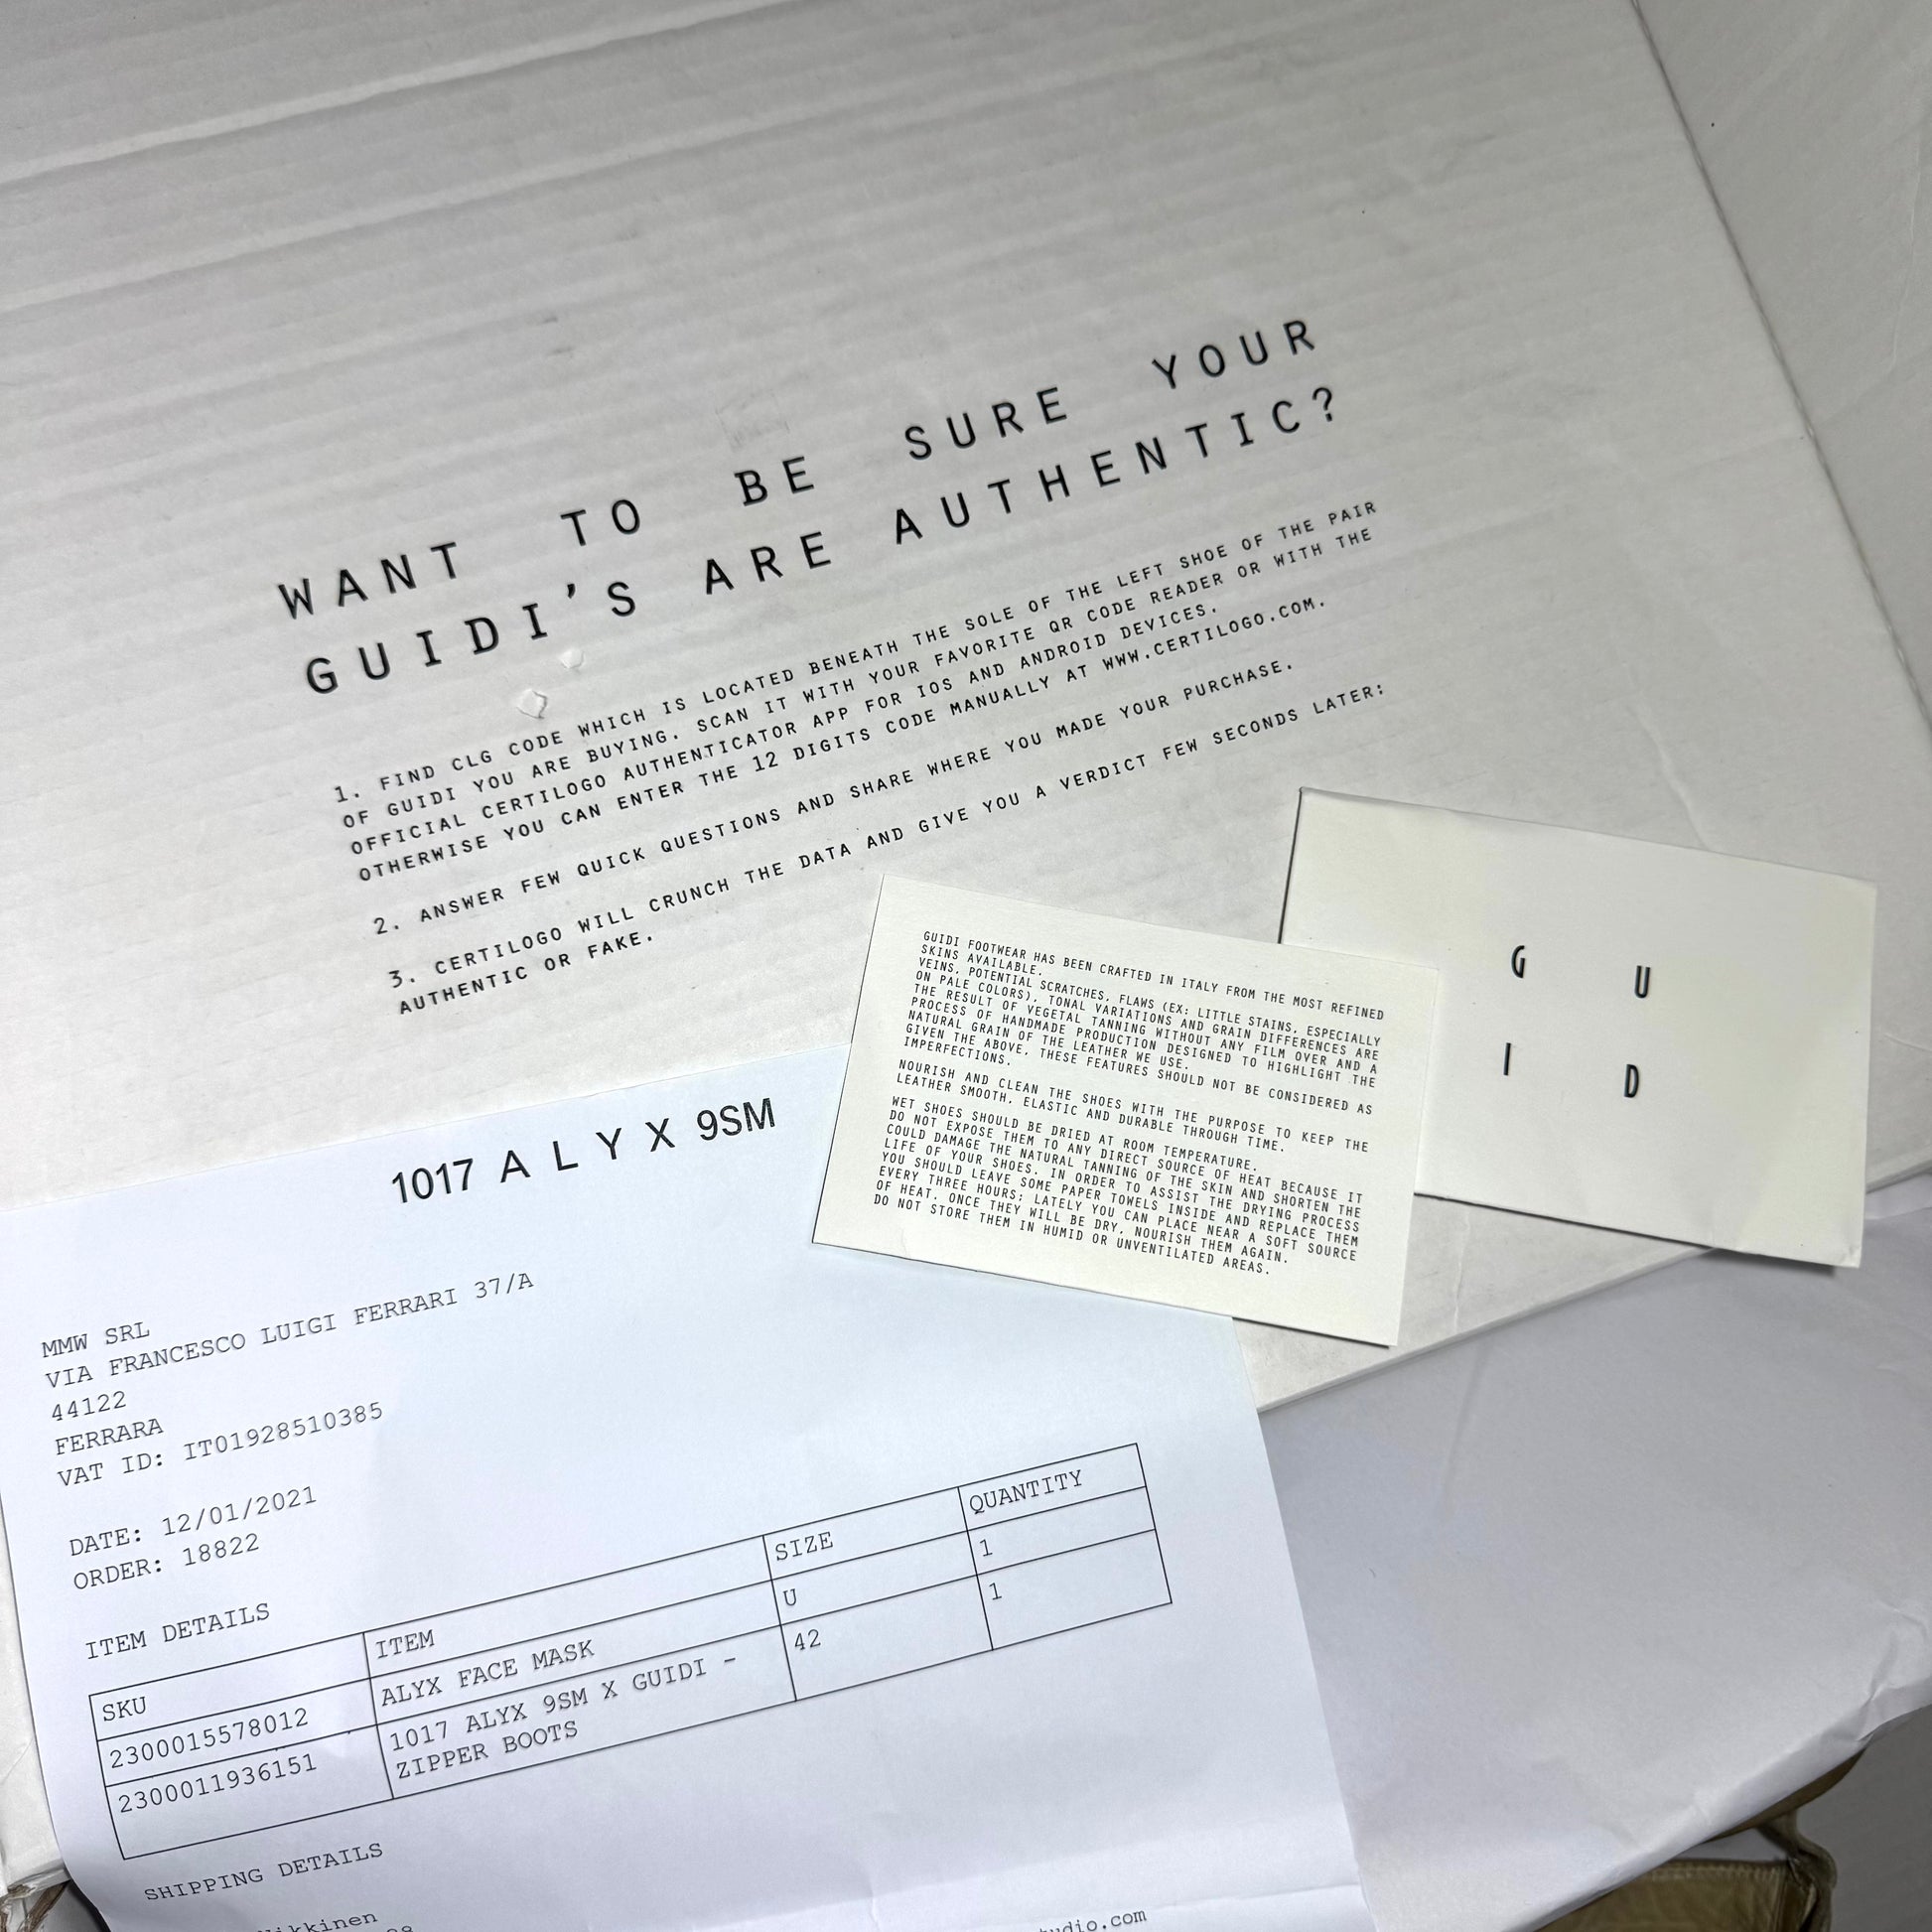 WANT TO BE SURE YOUR
GUIDI'S ARE AUTHENTIC?
1. FIND CLG CODE WHICH IS LOCATED BENEATH THE SOLE OF THE LEFT SHOE OF THE PAIR
OF GUIDI YOU ARE BUYING. SCAN IT WITH YOUR FAVORITE QR CODE READER OR WITH THE
OFFICIAL CERTILOGO AUTHENTICATOR APP FOR IOS AND ANDROID DEVICES.
OTHERWISE YOU CAN ENTER THE 12 DIGITS CODE MANUALLY AT WWW.CERTILOGO.COM.
2. ANSWER FEW QUICK QUESTIONS AND SHARE WHERE YOU MADE YOUR PURCHASE.
3. CERTILOGO WILL CRUNCH THE DATA AND GIVE YOU A VERDICT FEW SECONDS LATER:
AUTHENTIC OR FAKE.
G U
I D
GUIDI FOOTWEAR HAS BEEN CRAFTED IN ITALY FROM THE MOST REFINED
SKINS AVAILABLE.
VEINS, POTENTIAL SCRATCHES, FLAWS (EX: LITTLE STAINS, ESPECIALLY
ON PALE COLORS), TONAL VARIATIONS AND GRAIN DIFFERENCES ARE
THE RESULT OF VEGETAL TANNING WITHOUT ANY FILM OVER AND A
PROCESS OF HANDMADE PRODUCTION DESIGNED TO HIGHLIGHT THE
NATURAL GRAIN OF THE LEATHER WE USE.
GIVEN THE ABOVE, THESE FEATURES SHOULD NOT BE CONSIDERED AS
IMPERFECTIONS.
NOURISH AND CLEAN THE SHOES WITH THE PURPOSE TO KEEP THE
LEATHER SMOOTH, ELASTIC AND DURABLE THROUGH TIME.
WET SHOES SHOULD BE DRIED AT ROOM TEMPERATURE.
DO NOT EXPOSE THEM TO ANY DIRECT SOURCE OF HEAT BECAUSE IT
COULD DAMAGE THE NATURAL TANNING OF THE SKIN AND SHORTEN THE
LIFE OF YOUR SHOES. IN ORDER TO ASSIST THE DRYING PROCESS
YOU SHOULD LEAVE SOME PAPER TOWELS INSIDE AND REPLACE THEM
EVERY THREE HOURS; LATELY YOU CAN PLACE NEAR A SOFT SOURCE
OF HEAT. ONCE THEY WILL BE DRY, NOURISH THEM AGAIN.
DO NOT STORE THEM IN HUMID OR UNVENTILATED AREAS.
1017 ALYX 9SM
MMW SRL
VIA FRANCESCO LUIGI FERRARI 37/A
44122
FERRARA
VAT ID: IT01928510385
DATE: 12/01/2021
ORDER: 18822
ITEM DETAILS
SKU ITEM SIZE QUANTITY
2300015578012 ALYX FACE MASK U 1
2300011936151 1017 ALYX 9SM X GUIDI - 42 1
ZIPPER BOOTS
SHIPPING DETAILS